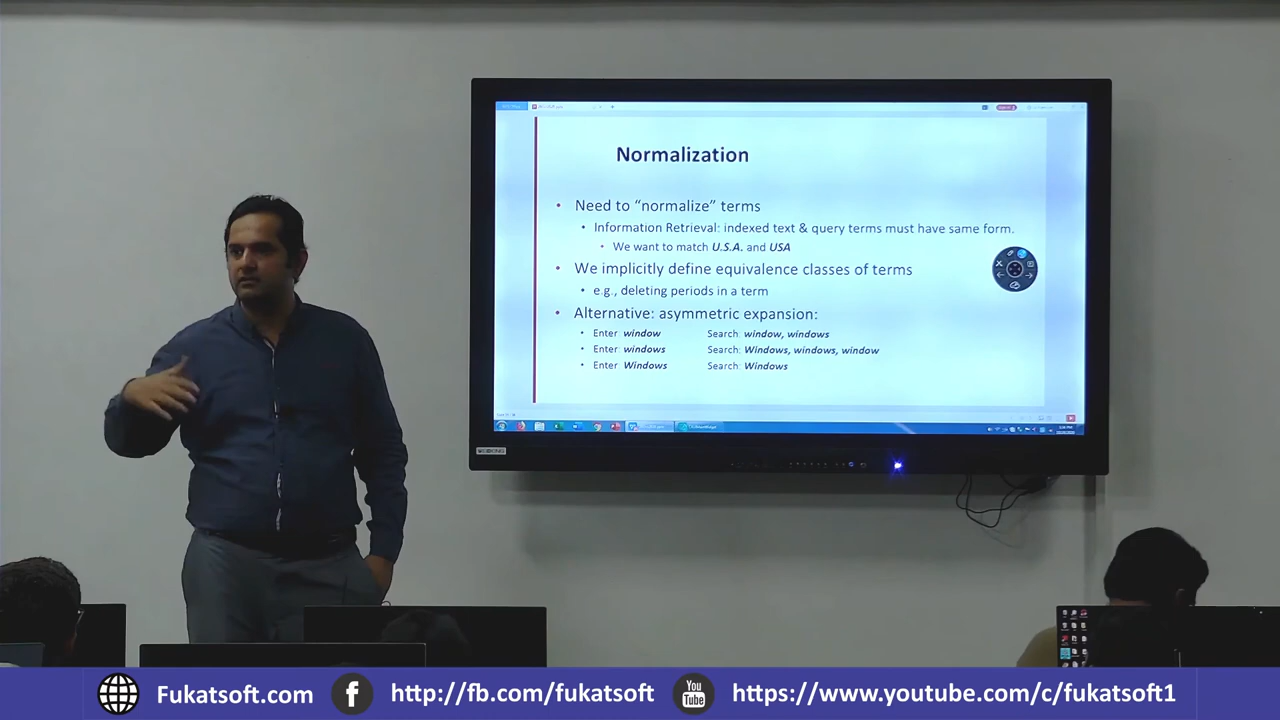 Normalization
• Need to “normalize” terms
• Information Retrieval: indexed text & query terms must have same form.
• We want to match U.S.A. and USA
• We implicitly define equivalence classes of terms
• e.g., deleting periods in a term
• Alternative: asymmetric expansion:
• Enter: window Search: window, windows
• Enter: windows Search: Windows, windows, window
• Enter: Windows Search: Windows
Fukatsoft.com
f
http://fb.com/fukatsoft
You
Tube
https://www.youtube.com/c/fukatsoft1